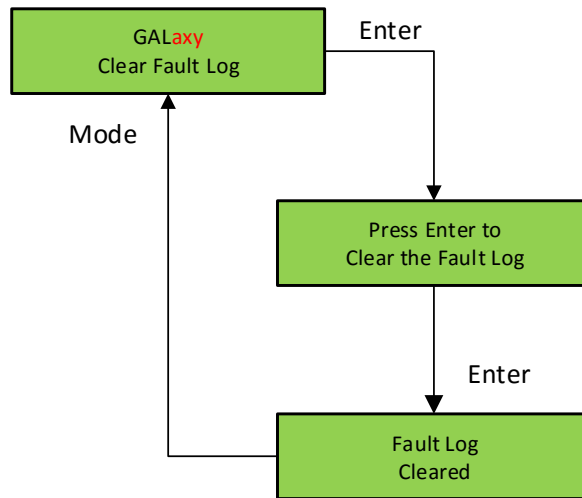 GALaxy
Clear Fault Log
Enter
Mode
Press Enter to
Clear the Fault Log
Enter
Fault Log
Cleared